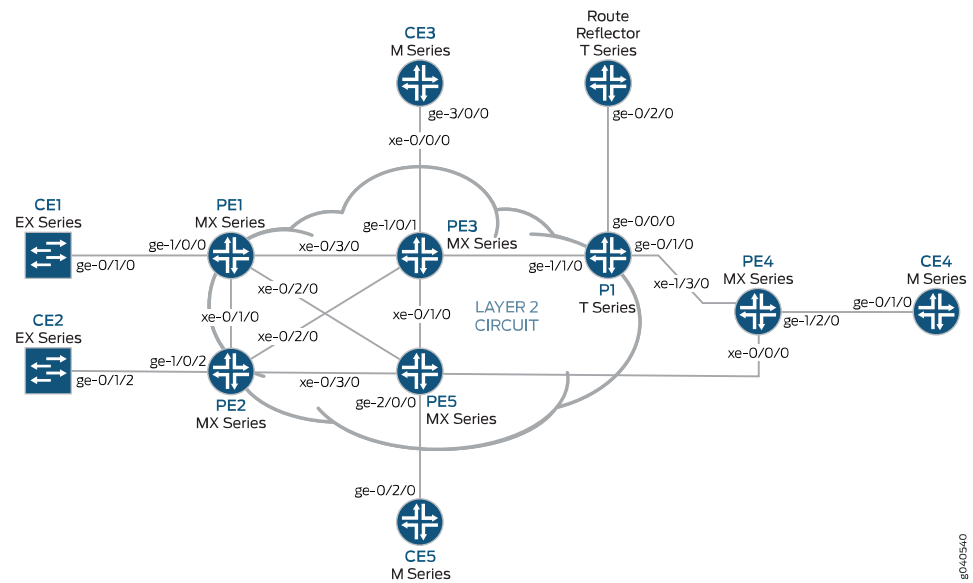 CE3
M Series
Route
Reflector
T Series
ge-3/0/0
ge-0/2/0
xe-0/0/0
CE1
EX Series
PE1
MX Series
ge-1/0/1
PE3
MX Series
ge-0/0/0
ge-1/0/0
xe-0/3/0
ge-0/1/0
ge-0/1/0
ge-1/1/0
PE4
MX Series
CE4
M Series
P1
T Series
xe-1/3/0
xe-0/2/0
LAYER 2
CIRCUIT
ge-0/1/0
ge-1/2/0
CE2
EX Series
xe-0/1/0
xe-0/1/0
xe-0/2/0
xe-0/0/0
ge-1/0/2
ge-0/1/2
xe-0/3/0
PE2
MX Series
ge-2/0/0
PE5
MX Series
ge-0/2/0
CE5
M Series
g040540